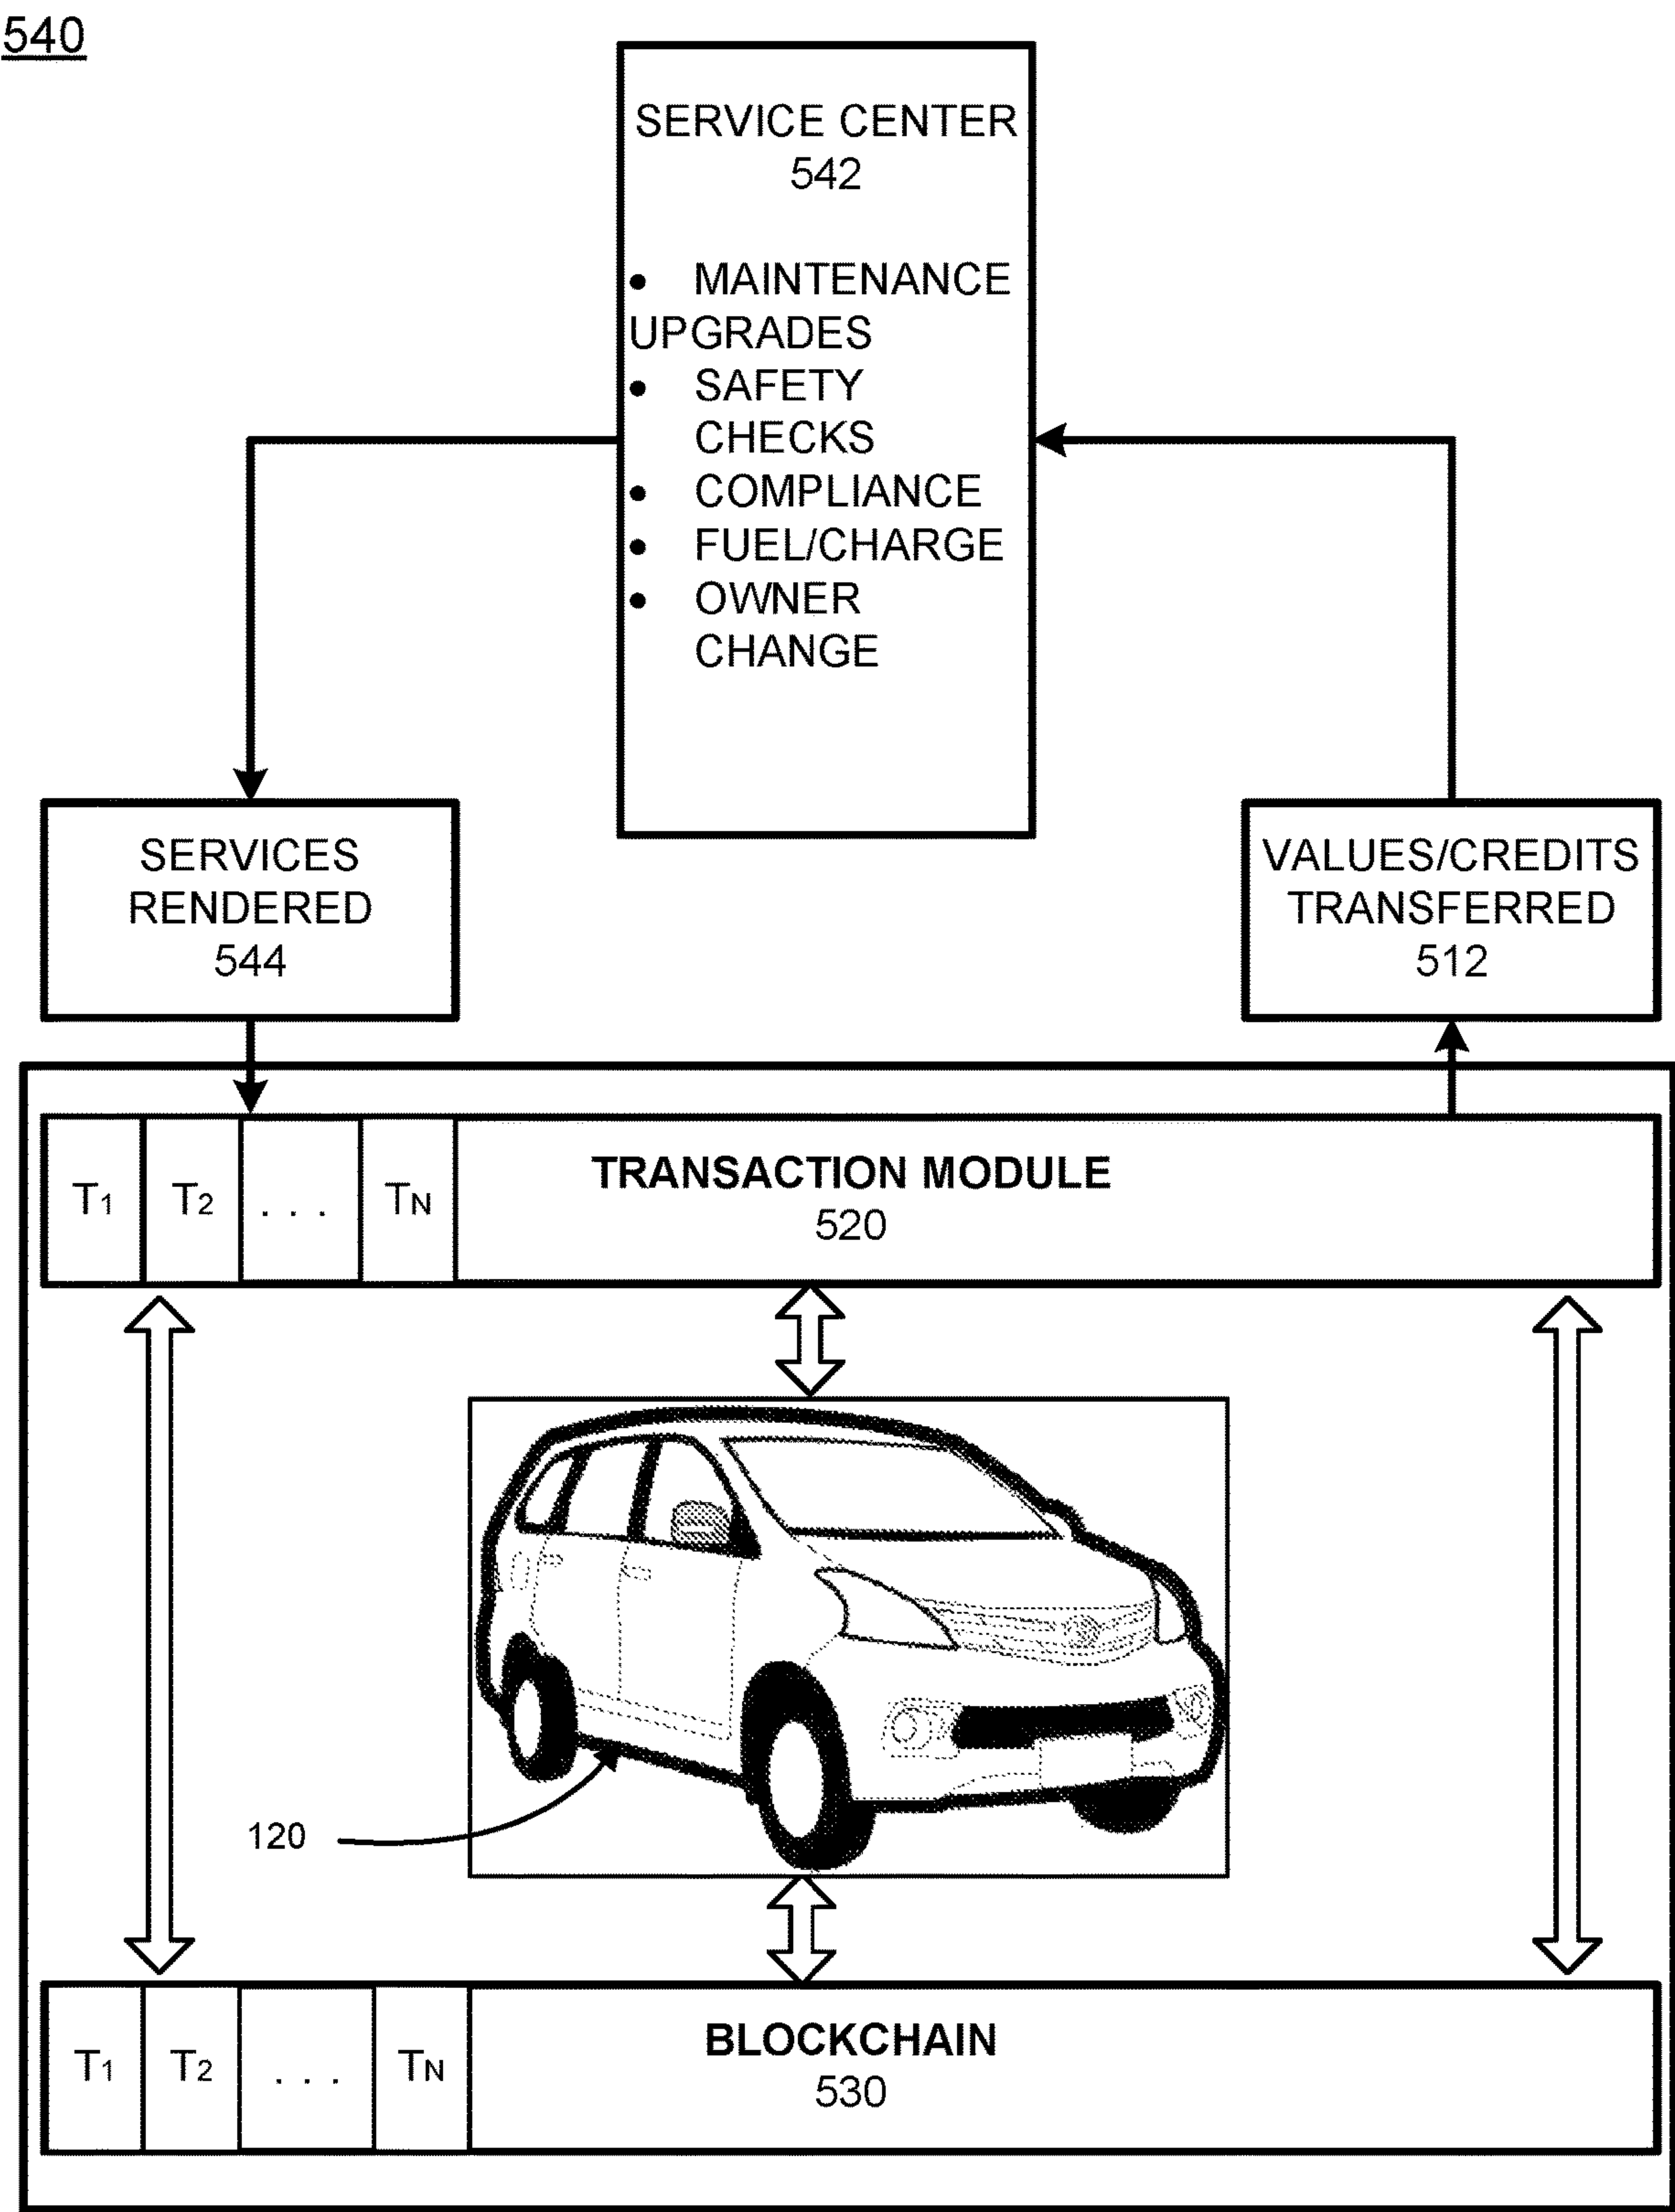 540
SERVICE CENTER
542
• MAINTENANCE
UPGRADES
• SAFETY
CHECKS
• COMPLIANCE
• FUEL/CHARGE
• OWNER
CHANGE
SERVICES
RENDERED
544
VALUES/CREDITS
TRANSFERRED
512
T1 T2 . . . TN
TRANSACTION MODULE
520
120
T1 T2 . . . TN
BLOCKCHAIN
530